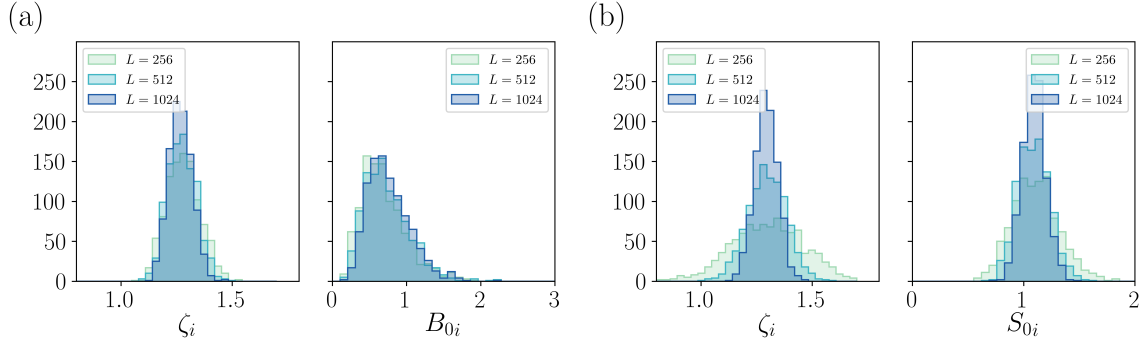 (a)
(b)
L = 256
L = 512
L = 1024
L = 256
L = 512
L = 1024
L = 256
L = 512
L = 1024
L = 256
L = 512
L = 1024
250
200
150
100
50
0
250
200
150
100
50
0
1.0 1.5
0 1 2 3
1.0 1.5
0 1 2
ζᵢ
B₀ᵢ
ζᵢ
S₀ᵢ